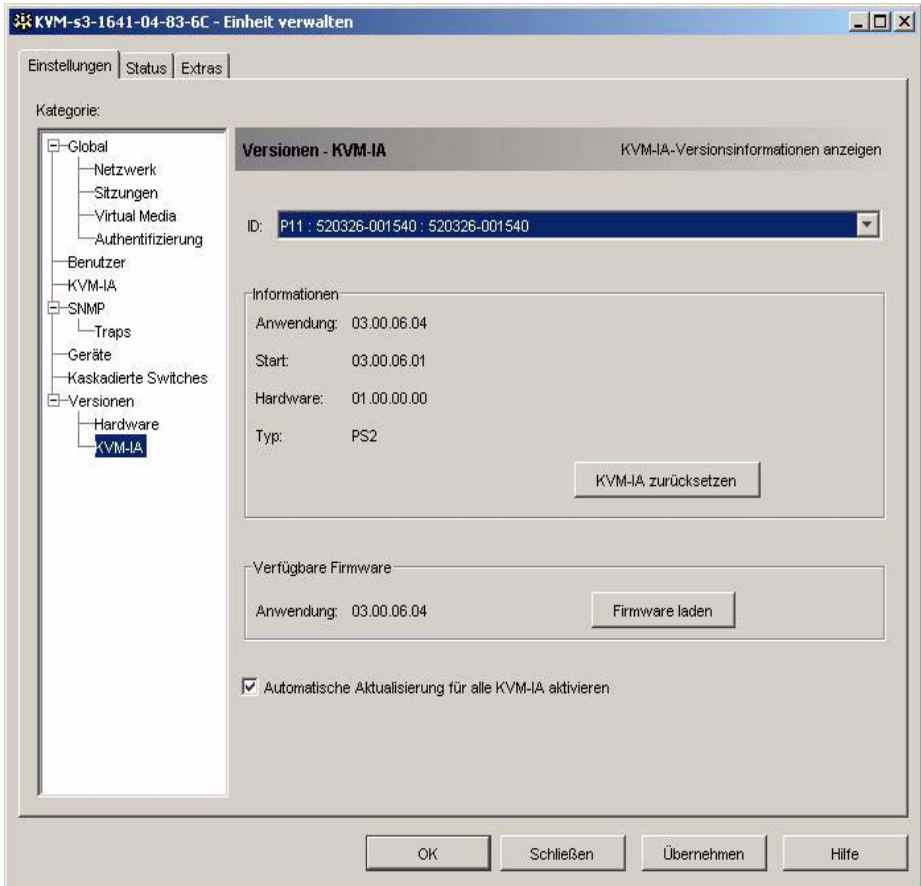 KVM-s3-1641-04-83-6C - Einheit verwalten
Einstellungen Status Extras
Kategorie:
Global
Netzwerk
Sitzungen
Virtual Media
Authentifizierung
Benutzer
KVM-IA
SNMP
Traps
Geräte
Kaskadierte Switches
Versionen
Hardware
KVM-IA
Versionen - KVM-IA KVM-IA-Versionsinformationen anzeigen
ID: P11 : 520326-001540 : 520326-001540
Informationen
Anwendung: 03.00.06.04
Start: 03.00.06.01
Hardware: 01.00.00.00
Typ: PS2
KVM-IA zurücksetzen
Verfügbare Firmware
Anwendung: 03.00.06.04 Firmware laden
Automatische Aktualisierung für alle KVM-IA aktivieren
OK Schließen Übernehmen Hilfe